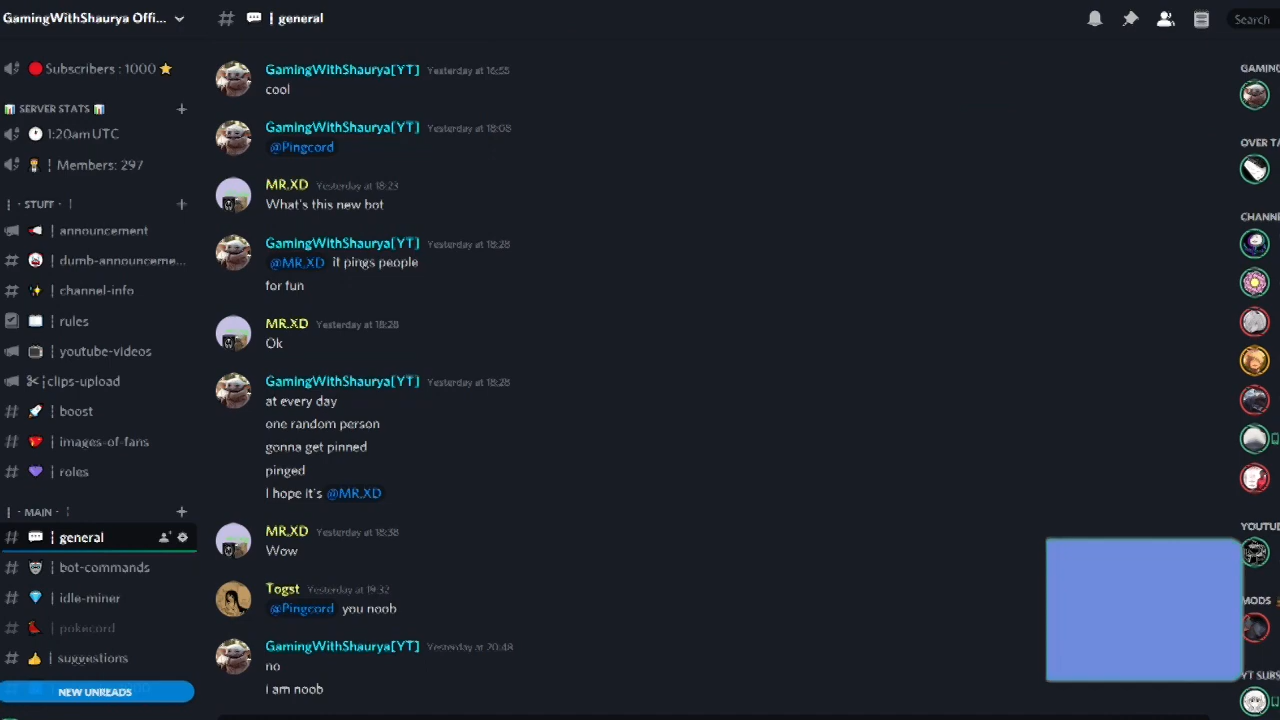 GamingWithShaurya Offi...
| general
Search
Subscribers : 1000
SERVER STATS
1:20am UTC
¦ Members: 297
¦ · STUFF · ¦
| announcement
| dumb-announceme...
| channel-info
| rules
| youtube-videos
¦clips-upload
| boost
| images-of-fans
| roles
¦ · MAIN · ¦
| general
| bot-commands
| idle-miner
| pokecord
| suggestions
NEW UNREADS
GamingWithShaurya[YT] Yesterday at 16:55
cool
GamingWithShaurya[YT] Yesterday at 18:08
@Pingcord
MR.XD Yesterday at 18:23
What's this new bot
GamingWithShaurya[YT] Yesterday at 18:28
@MR.XD it pings people
for fun
MR.XD Yesterday at 18:28
Ok
GamingWithShaurya[YT] Yesterday at 18:28
at every day
one random person
gonna get pinned
pinged
I hope it's @MR.XD
MR.XD Yesterday at 18:38
Wow
Togst Yesterday at 19:32
@Pingcord you noob
GamingWithShaurya[YT] Yesterday at 20:48
no
i am noob
GAMING
OVER TA
CHANNE
YOUTUB
MODS
YT SUBS